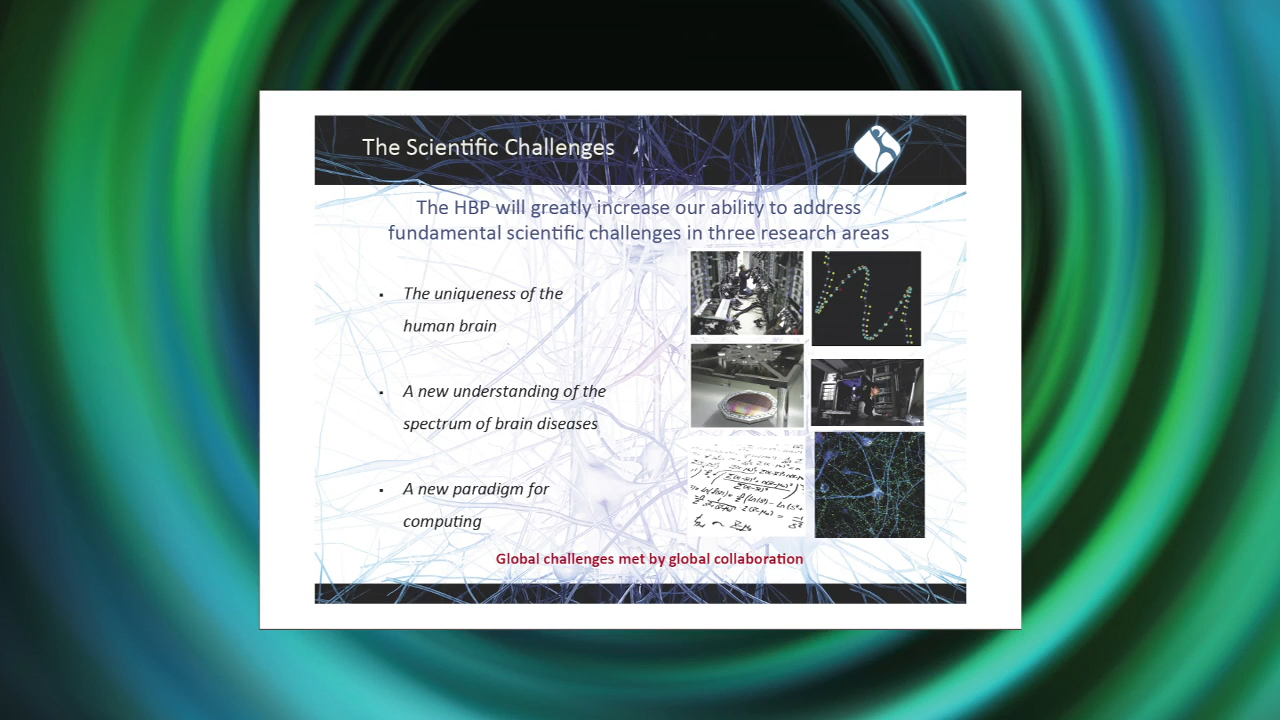 The Scientific Challenges
The HBP will greatly increase our ability to address
fundamental scientific challenges in three research areas
▪ The uniqueness of the
human brain
▪ A new understanding of the
spectrum of brain diseases
▪ A new paradigm for
computing
Global challenges met by global collaboration